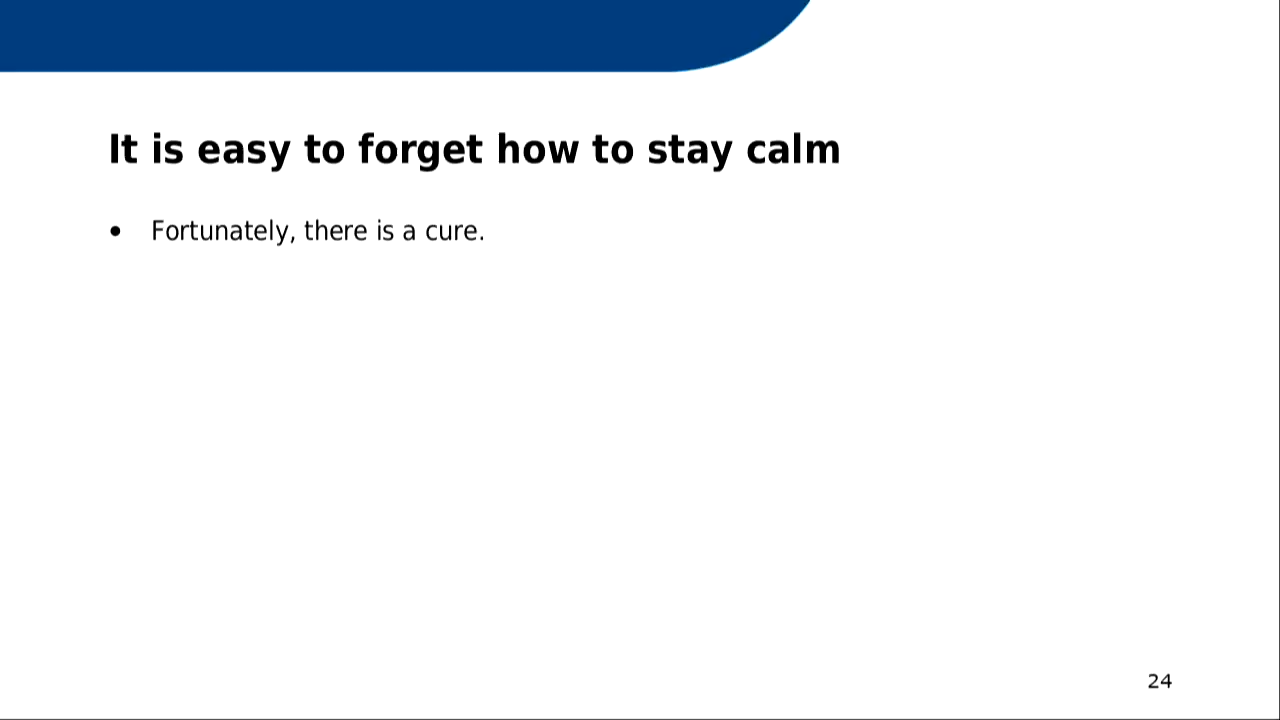 It is easy to forget how to stay calm
• Fortunately, there is a cure.
24